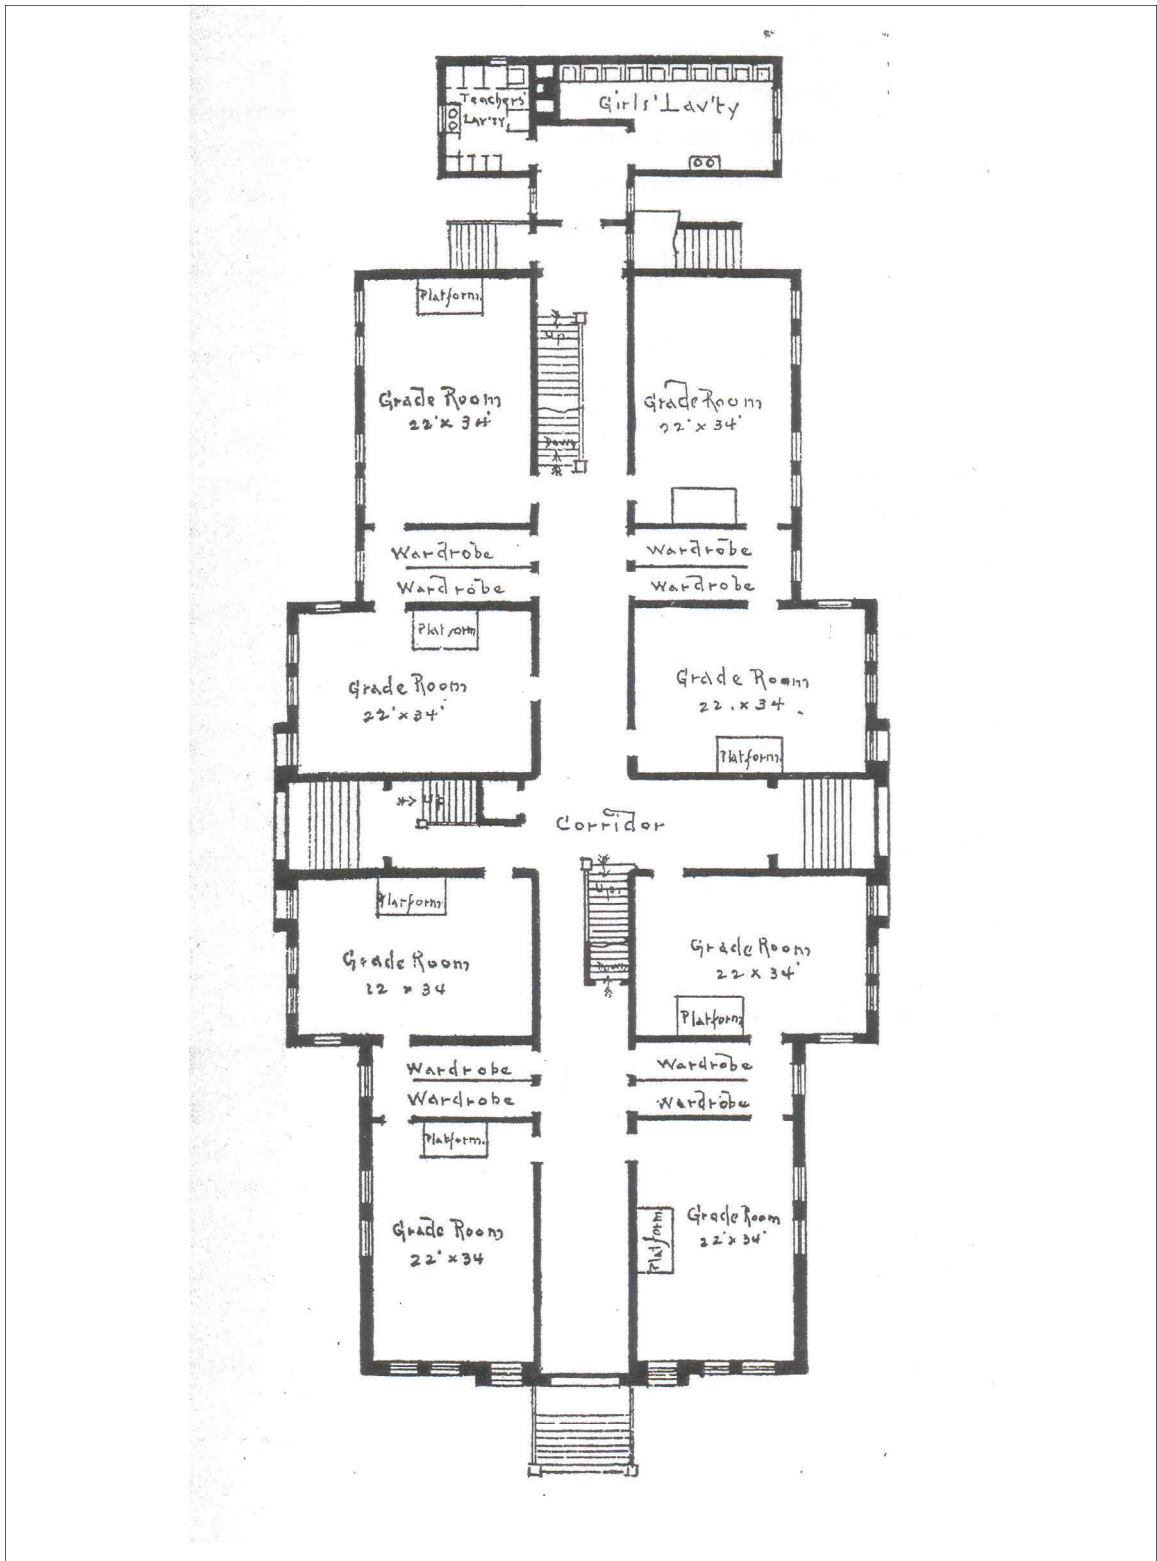 Teachers'
Lav'ty
Girls' Lav'ty
Platform.
Up.
Grade Room
22' x 34'
Grade Room
22' x 34'
Down
Wardrobe
Wardrobe
Wardrobe
Wardrobe
Platform
Grade Room
22' x 34'
Grade Room
22 . x 34
Platform.
Up
Corridor
Platform.
Up.
Grade Room
22 x 34
Grade Room
22 x 34'
Down
Platform.
Wardrobe
Wardrobe
Wardrobe
Wardrobe
Platform.
Grade Room
22' x 34
Platform
Grade Room
22' x 34'